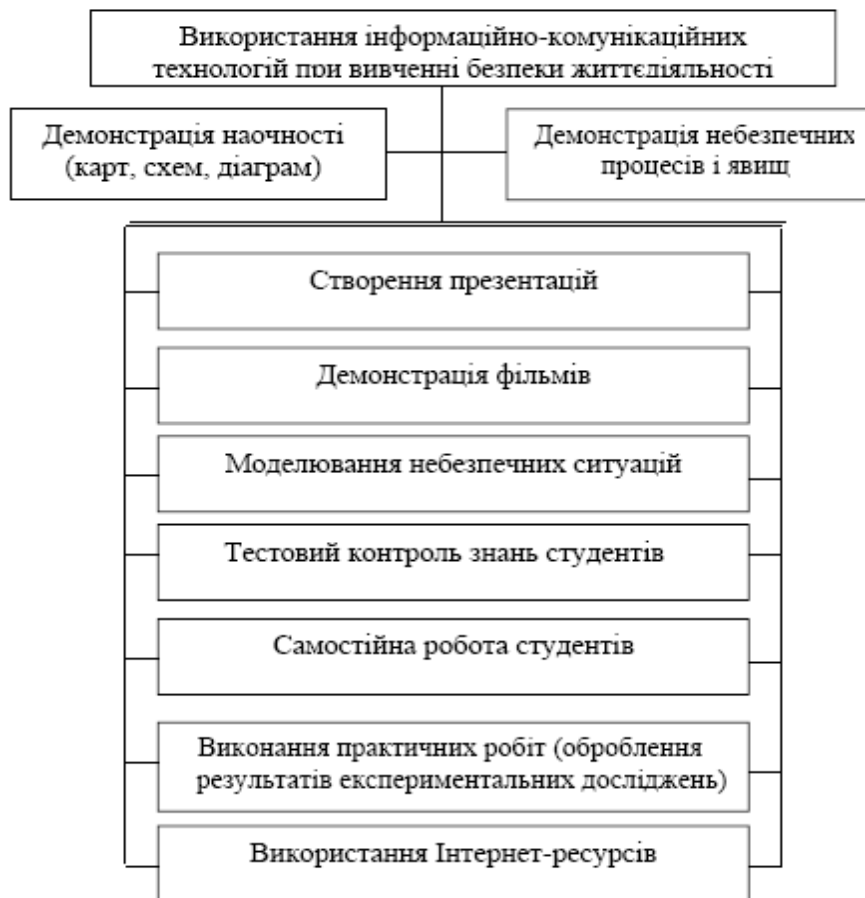 Використання інформаційно-комунікаційних
технологій при вивченні безпеки життєдіяльності
Демонстрація наочності
(карт, схем, діаграм)
Демонстрація небезпечних
процесів і явищ
Створення презентацій
Демонстрація фільмів
Моделювання небезпечних ситуацій
Тестовий контроль знань студентів
Самостійна робота студентів
Виконання практичних робіт (оброблення
результатів експериментальних досліджень)
Використання Інтернет-ресурсів